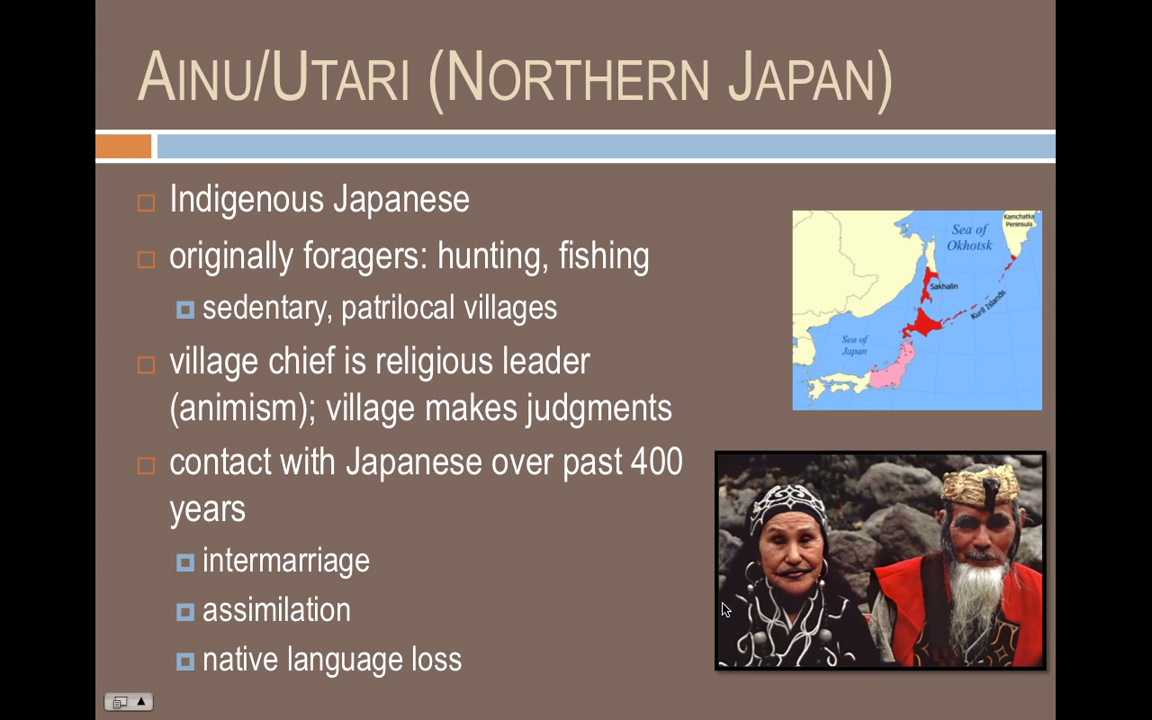 AINU/UTARI (NORTHERN JAPAN)
Indigenous Japanese
originally foragers: hunting, fishing
sedentary, patrilocal villages
village chief is religious leader
(animism); village makes judgments
contact with Japanese over past 400
years
intermarriage
assimilation
native language loss
Kamchatka
Peninsula
Sea of
Okhotsk
Sakhalin
Kuril Islands
Sea of
Japan